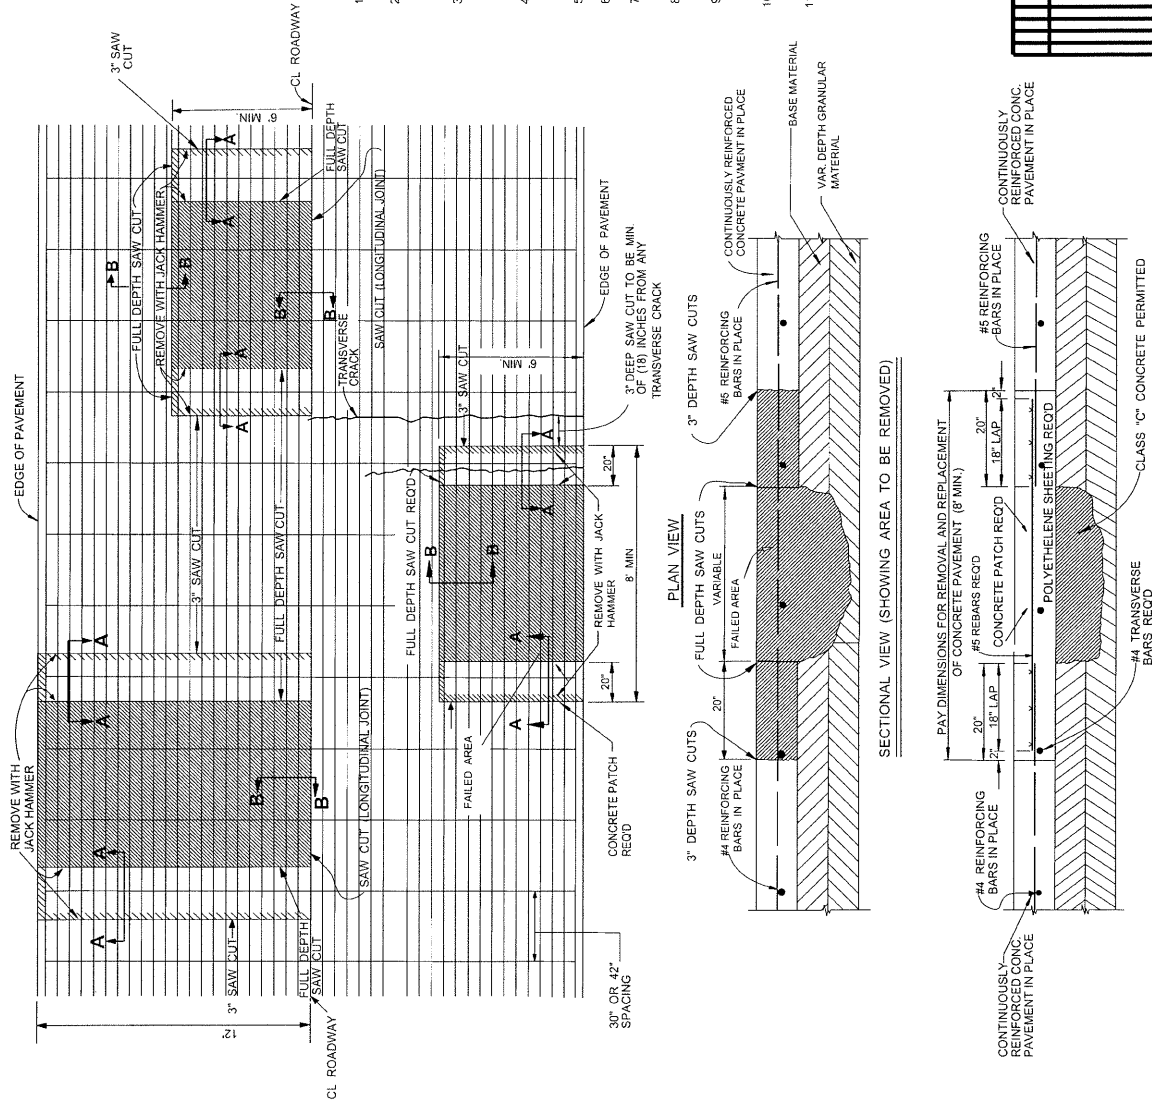 EDGE OF PAVEMENT
3" SAW
CUT
REMOVE WITH
JACK HAMMER
FULL DEPTH SAW CUT
REMOVE WITH JACK HAMMER
B
B
A
A
A
A
6' MIN.
CL ROADWAY
A
A
A
A
B
B
B
B
3" SAW CUT
FULL DEPTH SAW CUT
FULL DEPTH
SAW CUT
TRANSVERSE
CRACK
SAW CUT (LONGITUDINAL JOINT)
12'
3" SAW CUT
FULL DEPTH
SAW CUT
CL ROADWAY
SAW CUT (LONGITUDINAL JOINT)
FULL DEPTH SAW CUT REQ'D
3" SAW CUT
6' MIN.
EDGE OF PAVEMENT
B
B
A
A
A
A
FAILED AREA
20"
20"
8' MIN
REMOVE WITH JACK
HAMMER
3" DEEP SAW CUT TO BE MIN.
OF (18) INCHES FROM ANY
TRANSVERSE CRACK
CONCRETE PATCH
REQ'D
30" OR 42"
SPACING
PLAN VIEW
3" DEPTH SAW CUTS
FULL DEPTH SAW CUTS
3" DEPTH SAW CUTS
#4 REINFORCING
BARS IN PLACE
20"
VARIABLE
FAILED AREA
#5 REINFORCING
BARS IN PLACE
CONTINUOUSLY REINFORCED
CONCRETE PAVMENT IN PLACE
BASE MATERIAL
VAR. DEPTH GRANULAR
MATERIAL
SECTIONAL VIEW (SHOWING AREA TO BE REMOVED)
PAY DIMENSIONS FOR REMOVAL AND REPLACEMENT
OF CONCRETE PAVEMENT (8' MIN.)
#4 REINFORCING
BARS IN PLACE
CONTINUOUSLY
REINFORCED CONC.
PAVEMENT IN PLACE
20"
2"
18" LAP
#5 REBARS REQ'D
CONCRETE PATCH REQ'D
20"
18" LAP
2"
#5 REINFORCING
BARS IN PLACE
CONTINUOUSLY
REINFORCED CONC.
PAVEMENT IN PLACE
POLYETHELENE SHEETING REQ'D
#4 TRANSVERSE
BARS REQ'D
CLASS "C" CONCRETE PERMITTED
1
2
3
4
5
6
7
8
9